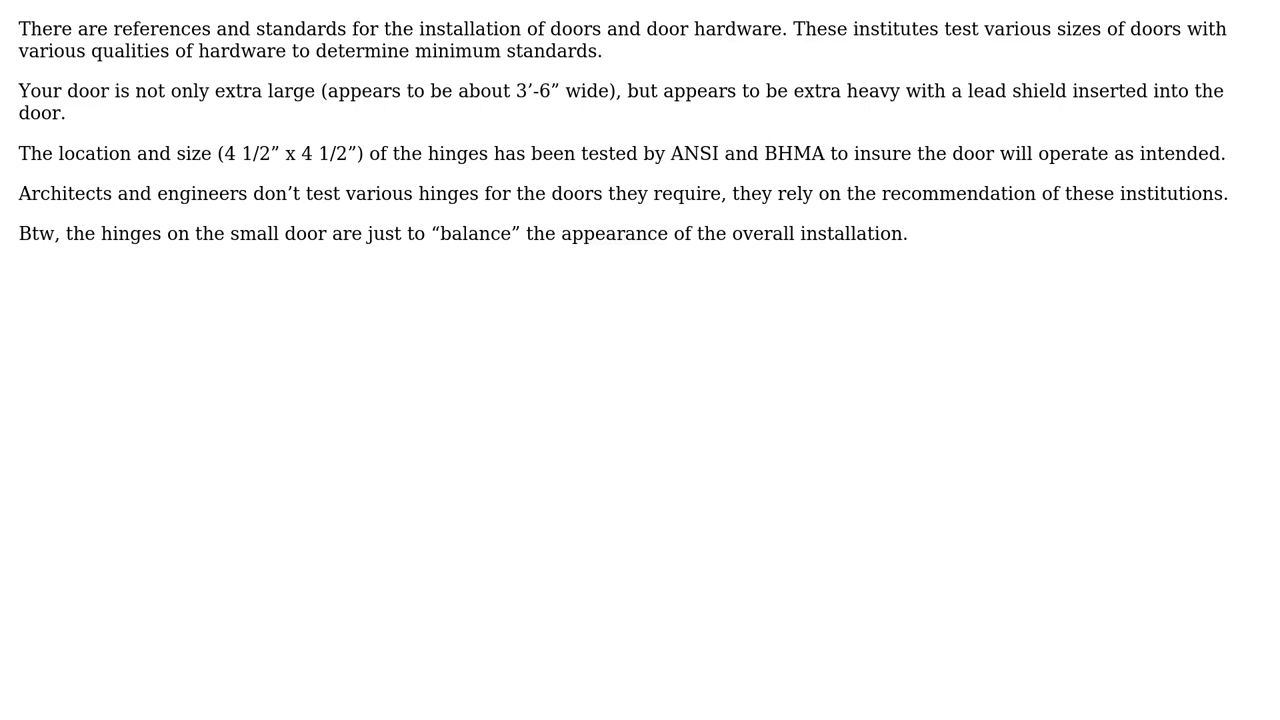 There are references and standards for the installation of doors and door hardware. These institutes test various sizes of doors with
various qualities of hardware to determine minimum standards.
Your door is not only extra large (appears to be about 3’-6” wide), but appears to be extra heavy with a lead shield inserted into the
door.
The location and size (4 1/2” x 4 1/2”) of the hinges has been tested by ANSI and BHMA to insure the door will operate as intended.
Architects and engineers don’t test various hinges for the doors they require, they rely on the recommendation of these institutions.
Btw, the hinges on the small door are just to “balance” the appearance of the overall installation.